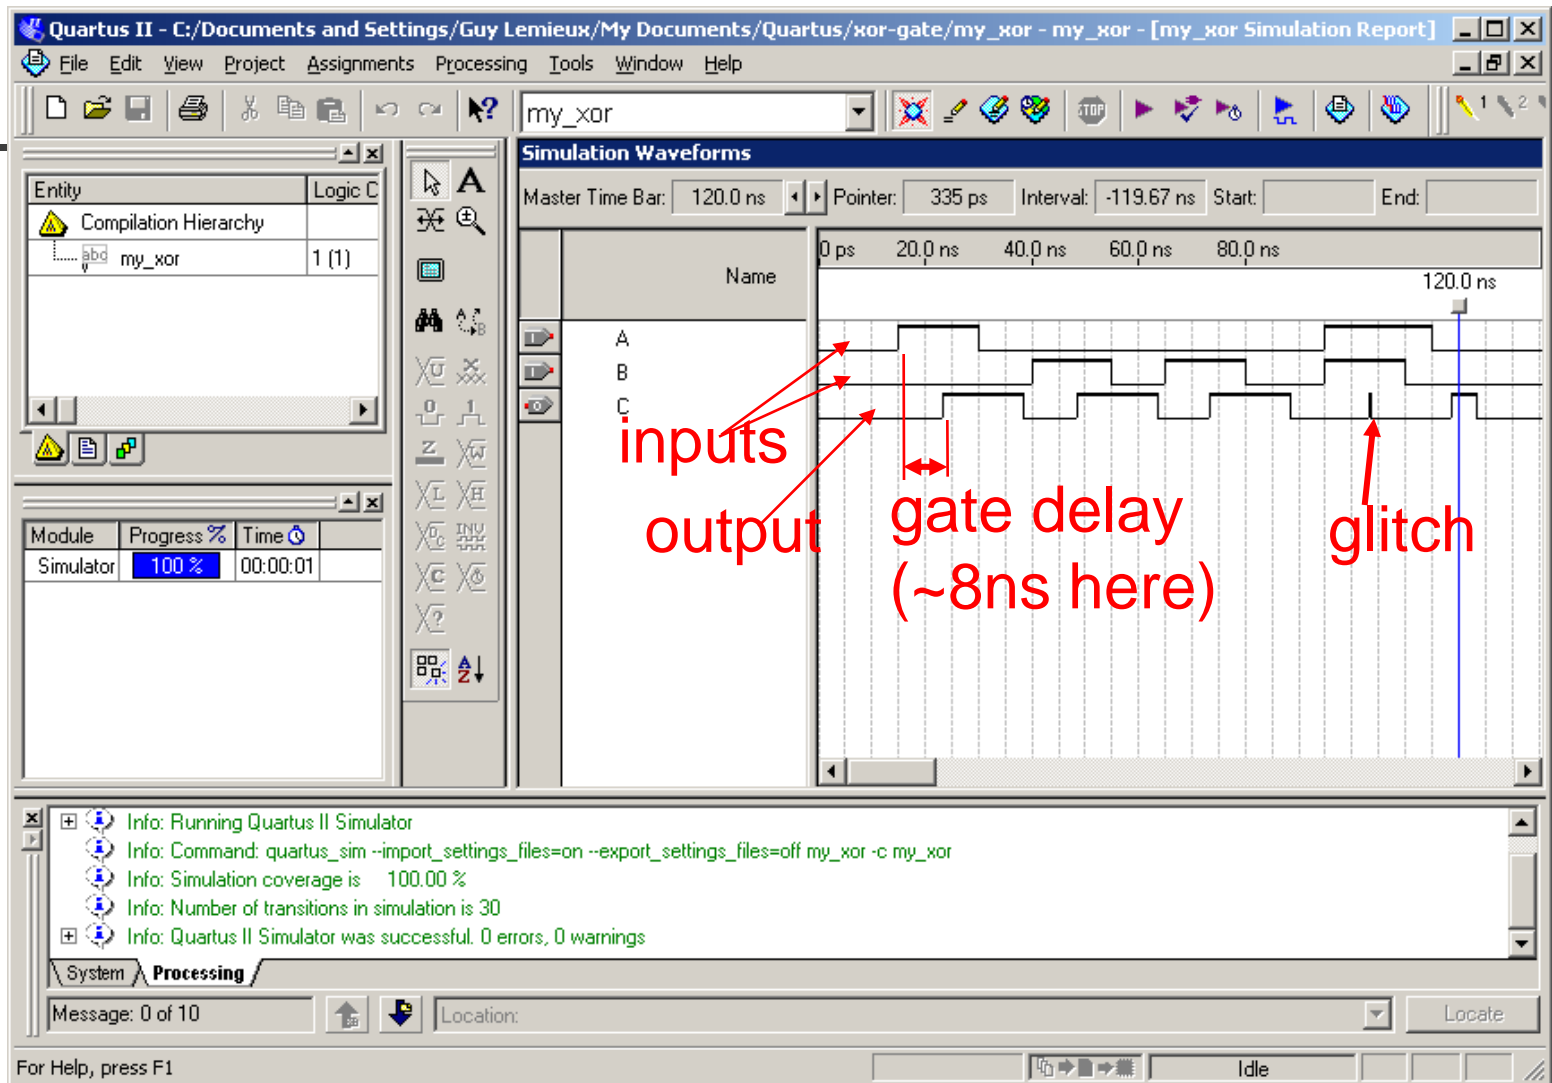 Quartus II - C:/Documents and Settings/Guy Lemieux/My Documents/Quartus/xor-gate/my_xor - my_xor - [my_xor Simulation Report]
File Edit View Project Assignments Processing Tools Window Help
my_xor
Simulation Waveforms
Master Time Bar: 120.0 ns Pointer: 335 ps Interval: -119.67 ns Start: End:
Entity Logic C
Compilation Hierarchy
abd my_xor 1 (1)
Name
0 ps 20.0 ns 40.0 ns 60.0 ns 80.0 ns
120.0 ns
A
B
C
inputs
output
gate delay
(~8ns here)
glitch
Module Progress % Time
Simulator 100 % 00:00:01
Info: Running Quartus II Simulator
Info: Command: quartus_sim --import_settings_files=on --export_settings_files=off my_xor -c my_xor
Info: Simulation coverage is 100.00 %
Info: Number of transitions in simulation is 30
Info: Quartus II Simulator was successful. 0 errors, 0 warnings
System Processing
Message: 0 of 10 Location: Locate
For Help, press F1 Idle